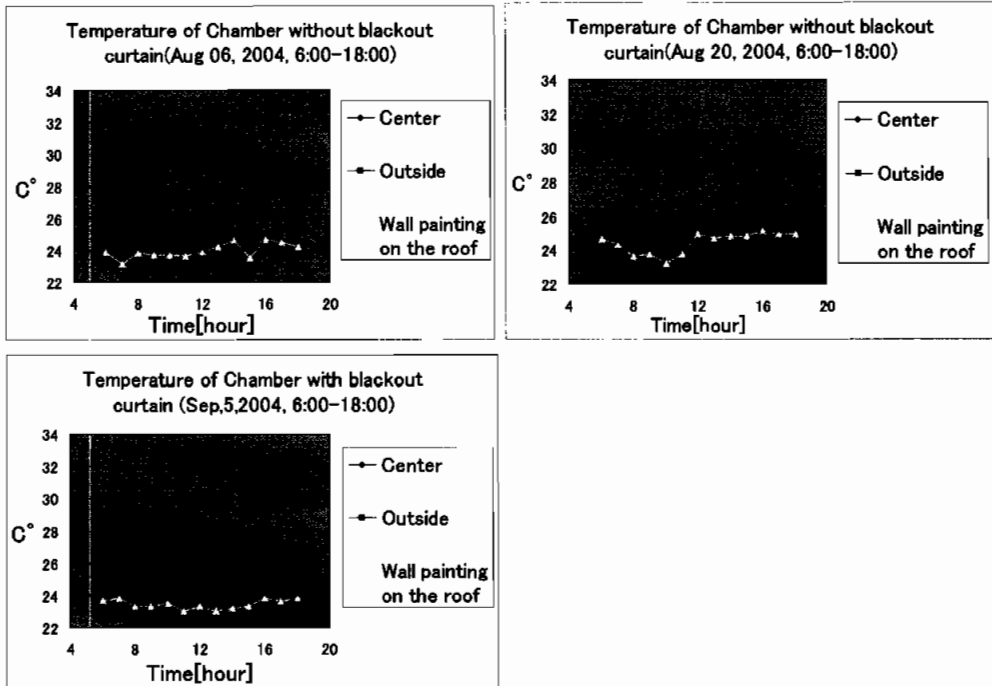 Temperature of Chamber without blackout
curtain(Aug 06, 2004, 6:00-18:00)
34
32
30
28
26
24
22
C°
4
8
12
16
20
Time[hour]
Center
Outside
Wall painting
on the roof
Temperature of Chamber without blackout
curtain(Aug 20, 2004, 6:00-18:00)
34
32
30
28
26
24
22
C°
4
8
12
16
20
Time[hour]
Center
Outside
Wall painting
on the roof
Temperature of Chamber with blackout
curtain (Sep,5,2004, 6:00-18:00)
34
32
30
28
26
24
22
C°
4
8
12
16
20
Time[hour]
Center
Outside
Wall painting
on the roof